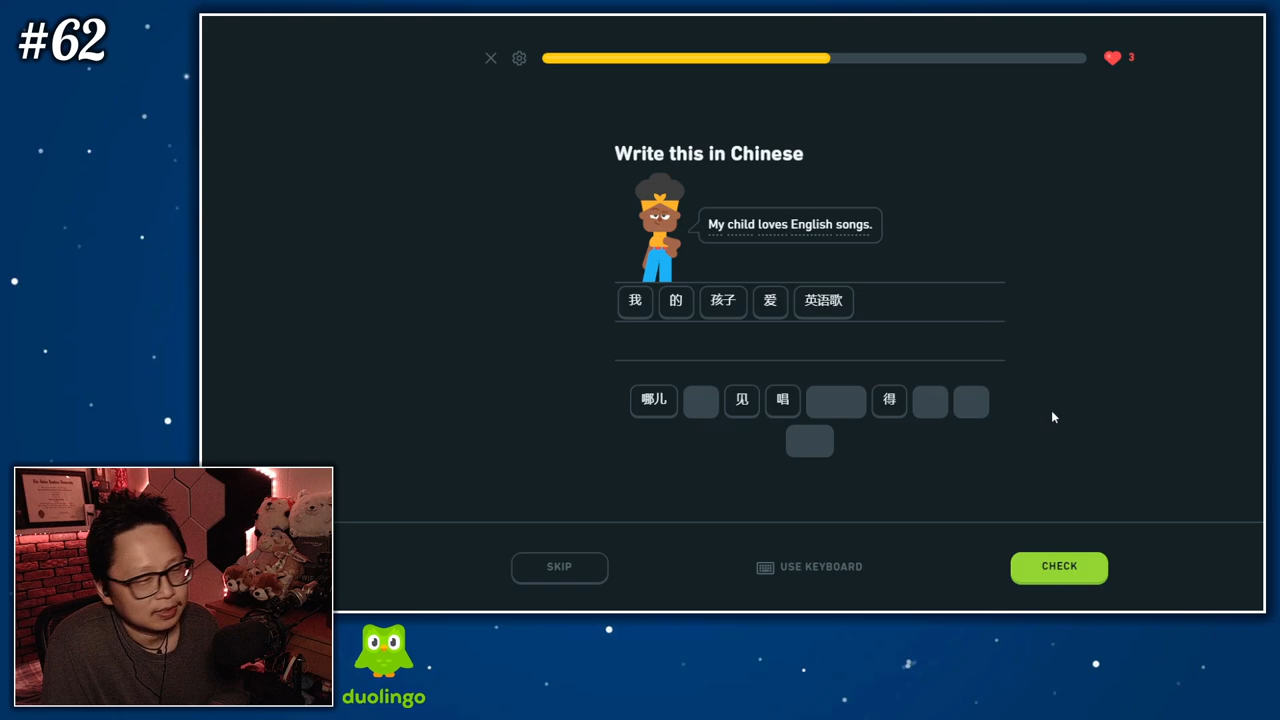 #62
3
Write this in Chinese
My child loves English songs.
我 的 孩子 爱 英语歌
哪儿 见 唱 得
SKIP
USE KEYBOARD
CHECK
duolingo